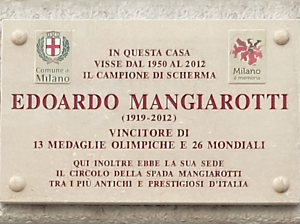 Comune di
Milano
Milano
è memoria
IN QUESTA CASA
VISSE DAL 1950 AL 2012
IL CAMPIONE DI SCHERMA
EDOARDO MANGIAROTTI
(1919-2012)
VINCITORE DI
13 MEDAGLIE OLIMPICHE E 26 MONDIALI
QUI INOLTRE EBBE LA SUA SEDE
IL CIRCOLO DELLA SPADA MANGIAROTTI
TRA I PIÙ ANTICHI E PRESTIGIOSI D'ITALIA